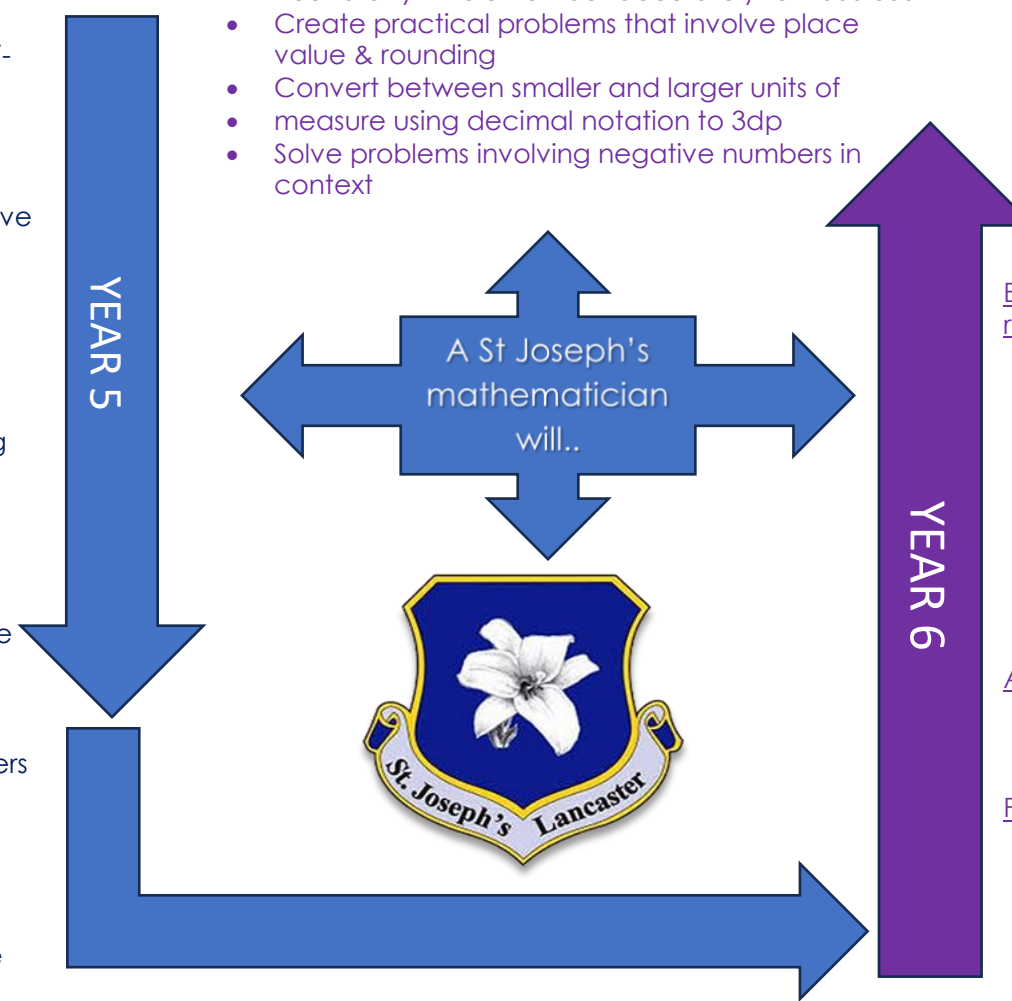 • Create practical problems that involve place
value & rounding
• Convert between smaller and larger units of
• measure using decimal notation to 3dp
• Solve problems involving negative numbers in
context
YEAR 5
A St Joseph's
mathematician
will..
YEAR 6
St. Joseph's Lancaster